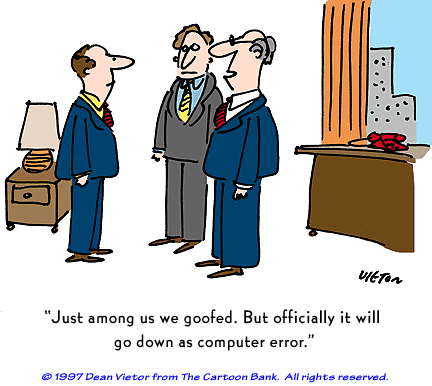 VIETOR
"Just among us we goofed. But officially it will
go down as computer error."
© 1997 Dean Vietor from The Cartoon Bank. All rights reserved.